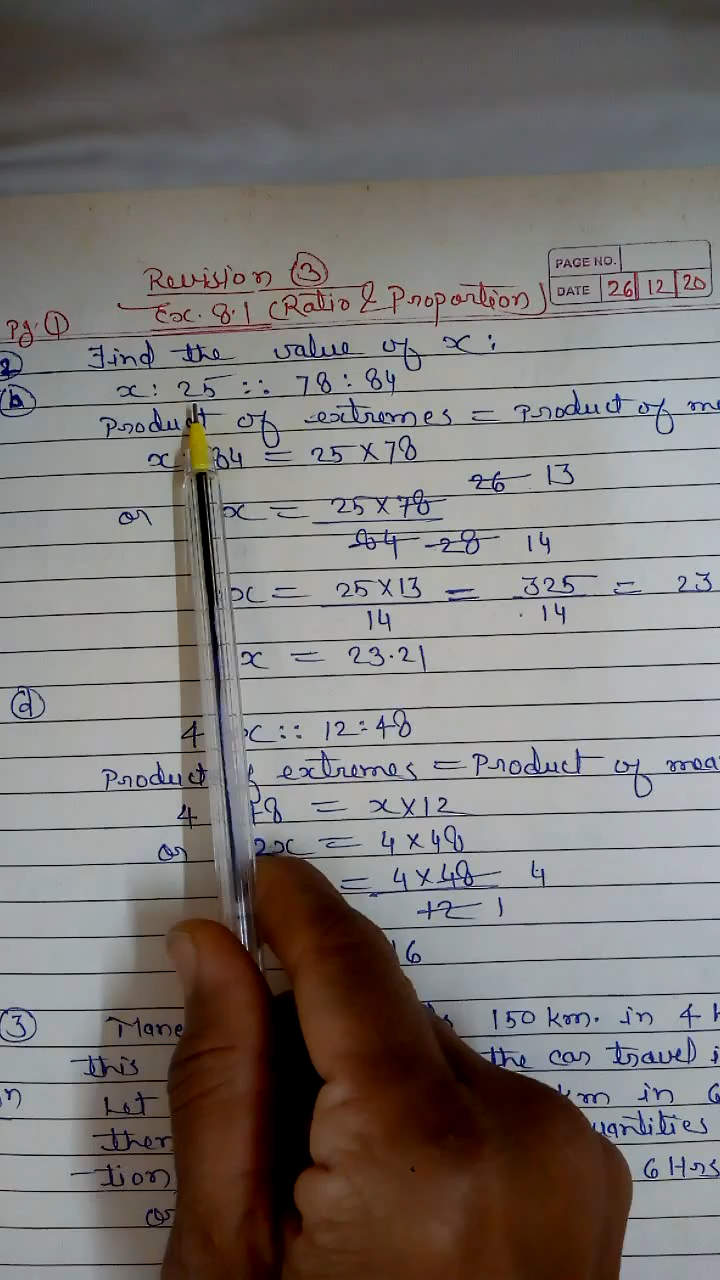 Revision ③
PAGE NO.
DATE 26 12 20
Pg. ① Ex. 8.1 (Ratio & Proportion)
2 Find the value of x:
(b) x : 25 :: 78 : 84
Product of extremes = Product of
x 84 = 25 × 78
26 13
or x = 25 × 78
84 28 14
x = 25 × 13 = 325 = 23
14 14
x = 23.21
(d)
4 x :: 12 : 48
Product extremes = Product of
4 = x × 12
or 2x = 4 × 48
= 4 × 48 4
12 1
16
③ 150 km. in 4
this the car travel
Let km in 6
then quantities
-tion 6 Hrs
or